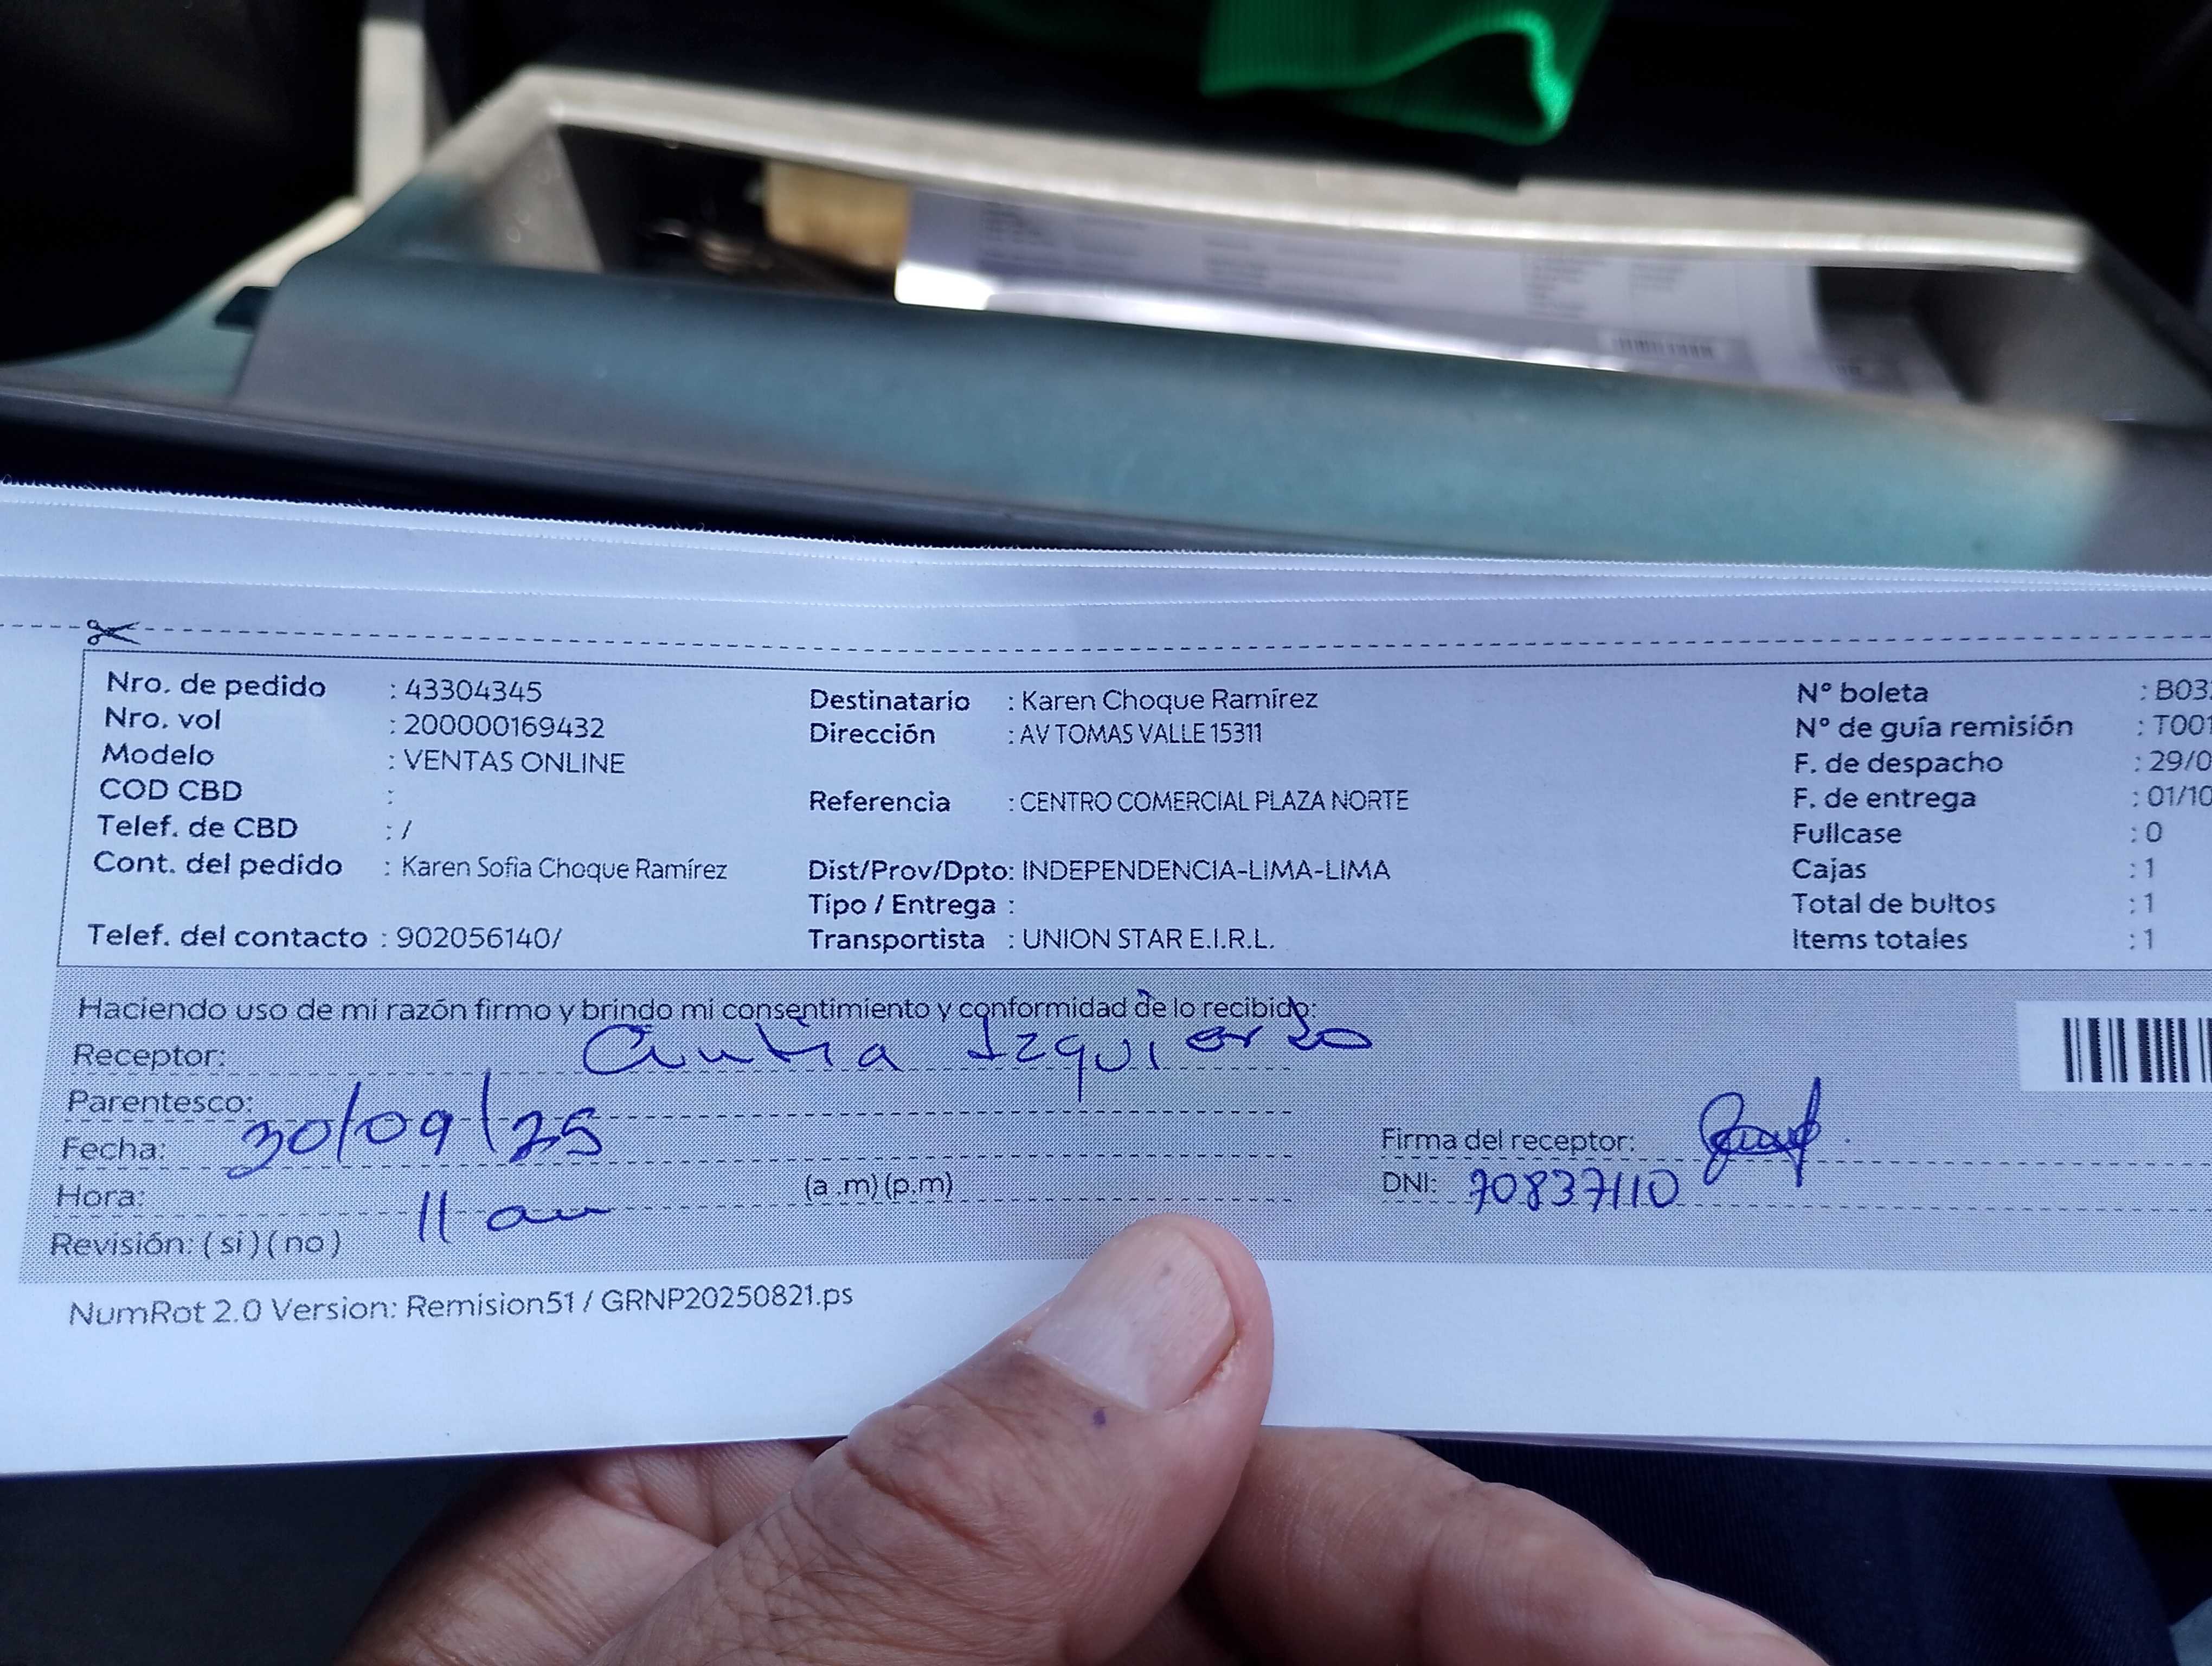 Nro. de pedido : 43304345
Nro. vol : 200000169432
Modelo : VENTAS ONLINE
COD CBD :
Telef. de CBD : /
Cont. del pedido : Karen Sofia Choque Ramírez
Telef. del contacto : 902056140/
Destinatario : Karen Choque Ramírez
Dirección : AV TOMAS VALLE 15311
Referencia : CENTRO COMERCIAL PLAZA NORTE
Dist/Prov/Dpto: INDEPENDENCIA-LIMA-LIMA
Tipo / Entrega :
Transportista : UNION STAR E.I.R.L.
N° boleta : B03
N° de guía remisión : T001
F. de despacho : 29/0
F. de entrega : 01/10
Fullcase : 0
Cajas : 1
Total de bultos : 1
Items totales : 1
Haciendo uso de mi razón firmo y brindo mi consentimiento y conformidad de lo recibido:
Receptor: Izquierdo
Parentesco:
Fecha: 30/09/25
Hora: 11 am (a.m) (p.m)
Revisión: ( si ) ( no )
Firma del receptor:
DNI: 70837110
NumRot 2.0 Version: Remision51 / GRNP20250821.ps